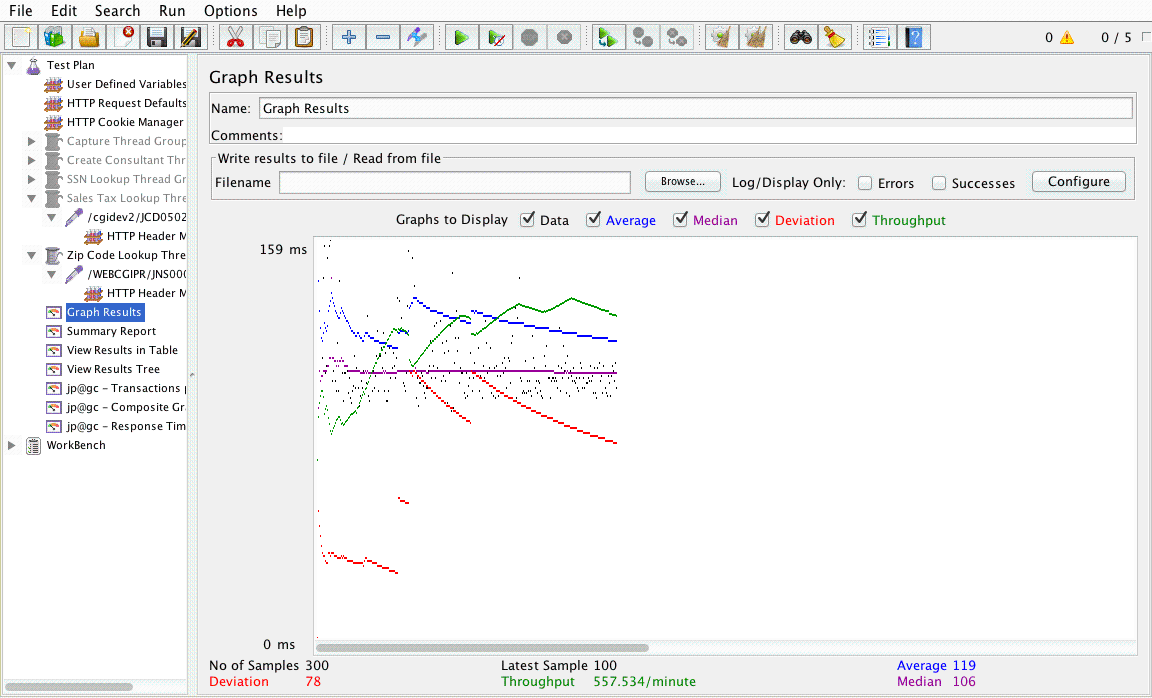 File Edit Search Run Options Help
0 0 / 5
Test Plan
User Defined Variables
HTTP Request Defaults
HTTP Cookie Manager
Capture Thread Group
Create Consultant Thr
SSN Lookup Thread Gr
Sales Tax Lookup Thre
/cgidev2/JCD0502
HTTP Header M
Zip Code Lookup Thre
/WEBCGIPR/JNS000
HTTP Header M
Graph Results
Summary Report
View Results in Table
View Results Tree
jp@gc - Transactions p
jp@gc - Composite Gr
jp@gc - Response Tim
WorkBench
Graph Results
Name: Graph Results
Comments:
Write results to file / Read from file
Filename Browse... Log/Display Only: Errors Successes Configure
Graphs to Display Data Average Median Deviation Throughput
159 ms
0 ms
No of Samples 300 Latest Sample 100 Average 119
Deviation 78 Throughput 557.534/minute Median 106